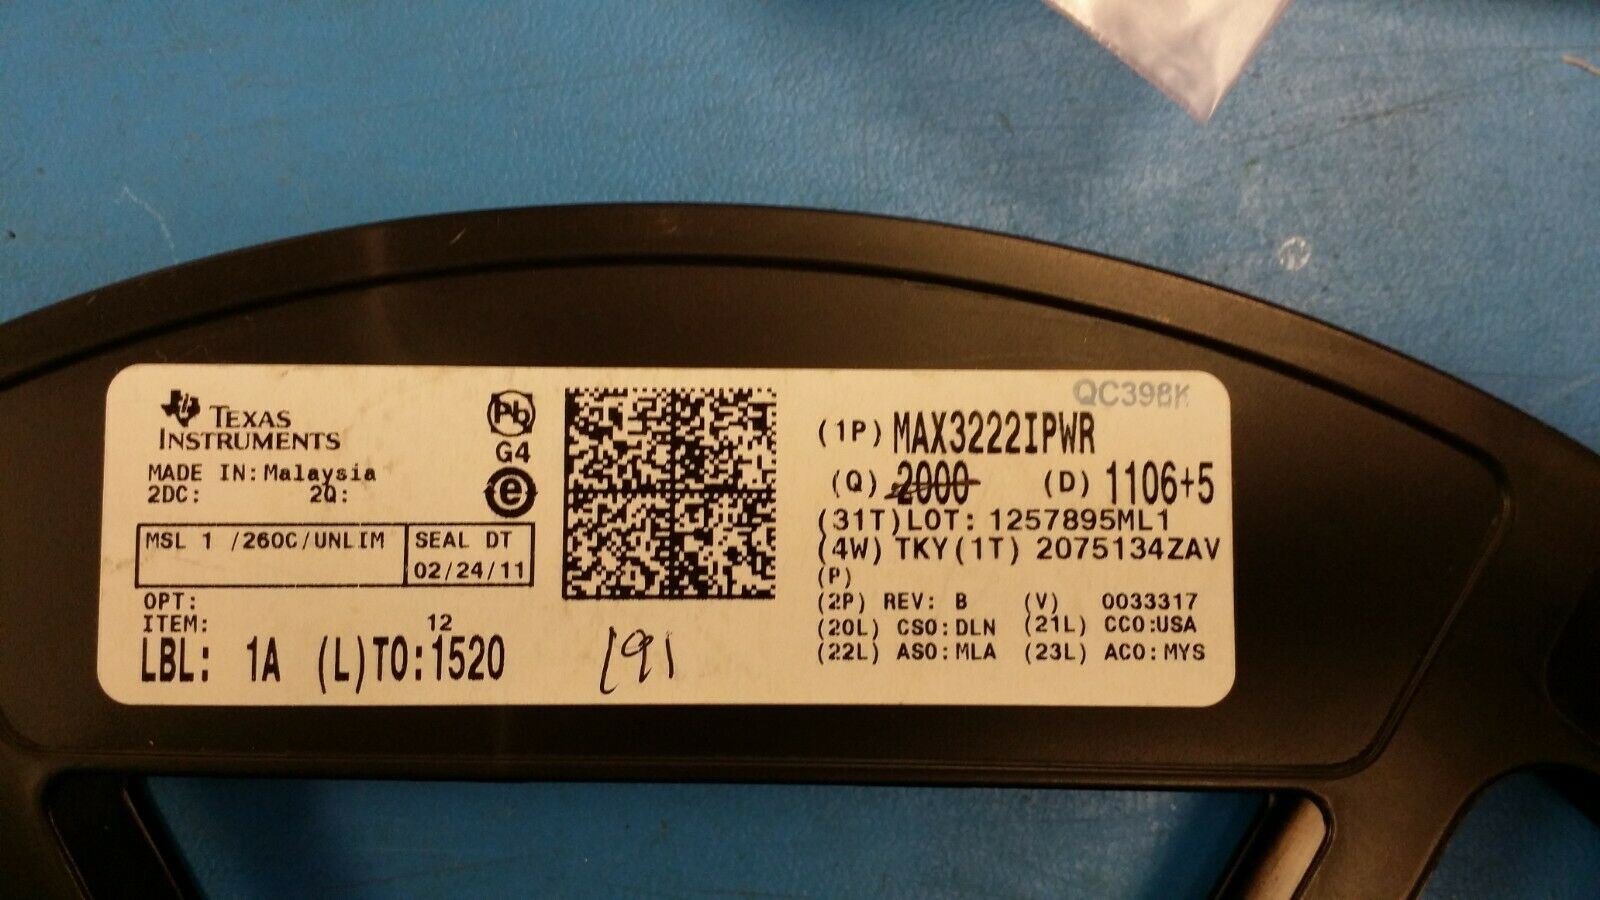 TEXAS
INSTRUMENTS
MADE IN: Malaysia
2DC: 2Q:
Pb
G4
e
MSL 1 /260C/UNLIM
SEAL DT
02/24/11
OPT:
ITEM: 12
LBL: 1A (L)TO:1520
191
QC398K
(1P) MAX3222IPWR
(Q) 2000 (D) 1106+5
(31T)LOT: 1257895ML1
(4W) TKY(1T) 2075134ZAV
(P)
(2P) REV: B (V) 0033317
(20L) CSO:DLN (21L) CCO:USA
(22L) ASO:MLA (23L) ACO:MYS